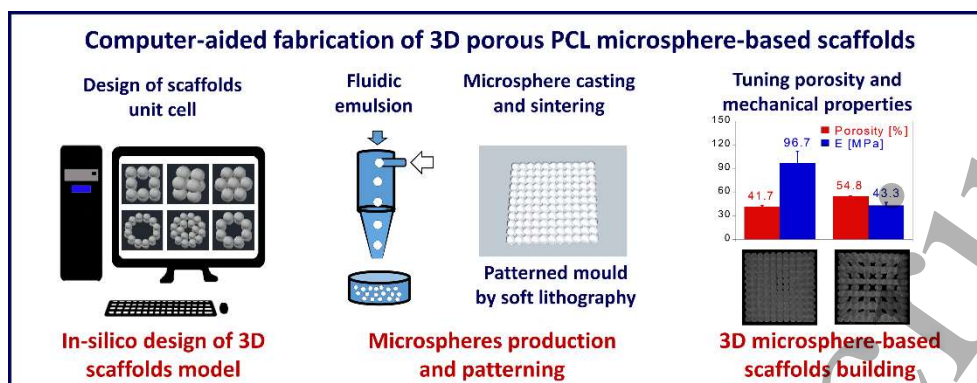 Computer-aided fabrication of 3D porous PCL microsphere-based scaffolds
Design of scaffolds
unit cell
In-silico design of 3D
scaffolds model
Fluidic
emulsion
Microsphere casting
and sintering
Patterned mould
by soft lithography
Microspheres production
and patterning
Tuning porosity and
mechanical properties
150
120
90
60
30
0
Porosity [%]
E [MPa]
41.7
96.7
54.8
43.3
3D microsphere-based
scaffolds building